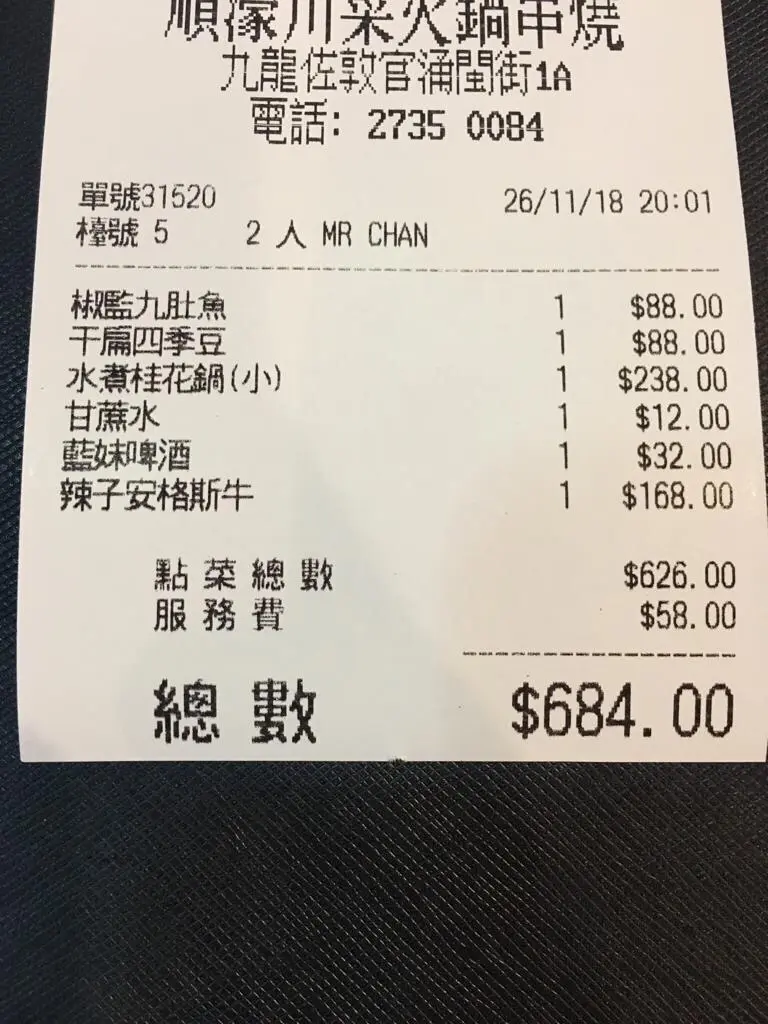 順濠川菜火鍋串燒
九龍佐敦官涌閩街1A
電話: 2735 0084
單號31520 26/11/18 20:01
檯號 5 2 人 MR CHAN
椒監九肚魚 1 $88.00
干扁四季豆 1 $88.00
水煮桂花鍋(小) 1 $238.00
甘蔗水 1 $12.00
藍妹啤酒 1 $32.00
辣子安格斯牛 1 $168.00
點菜總數 $626.00
服務費 $58.00
總數 $684.00